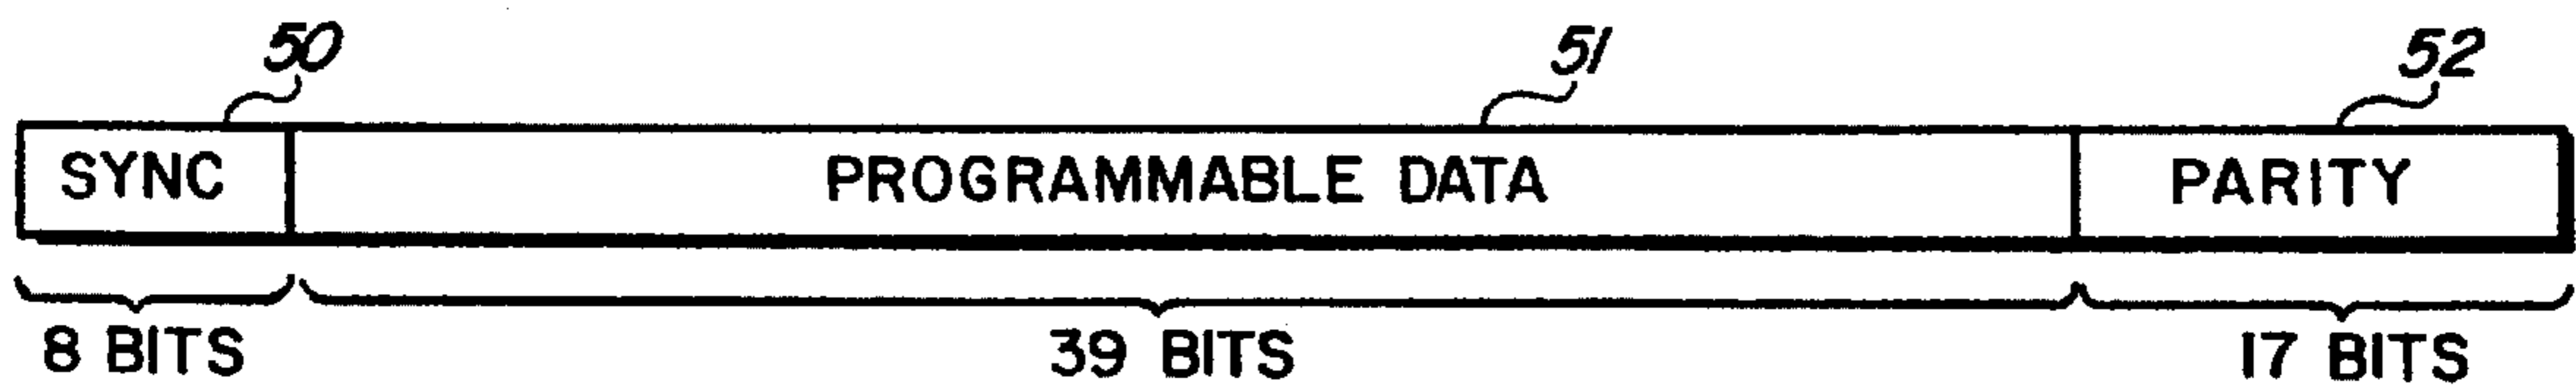 50 51 52
SYNC PROGRAMMABLE DATA PARITY
8 BITS 39 BITS 17 BITS